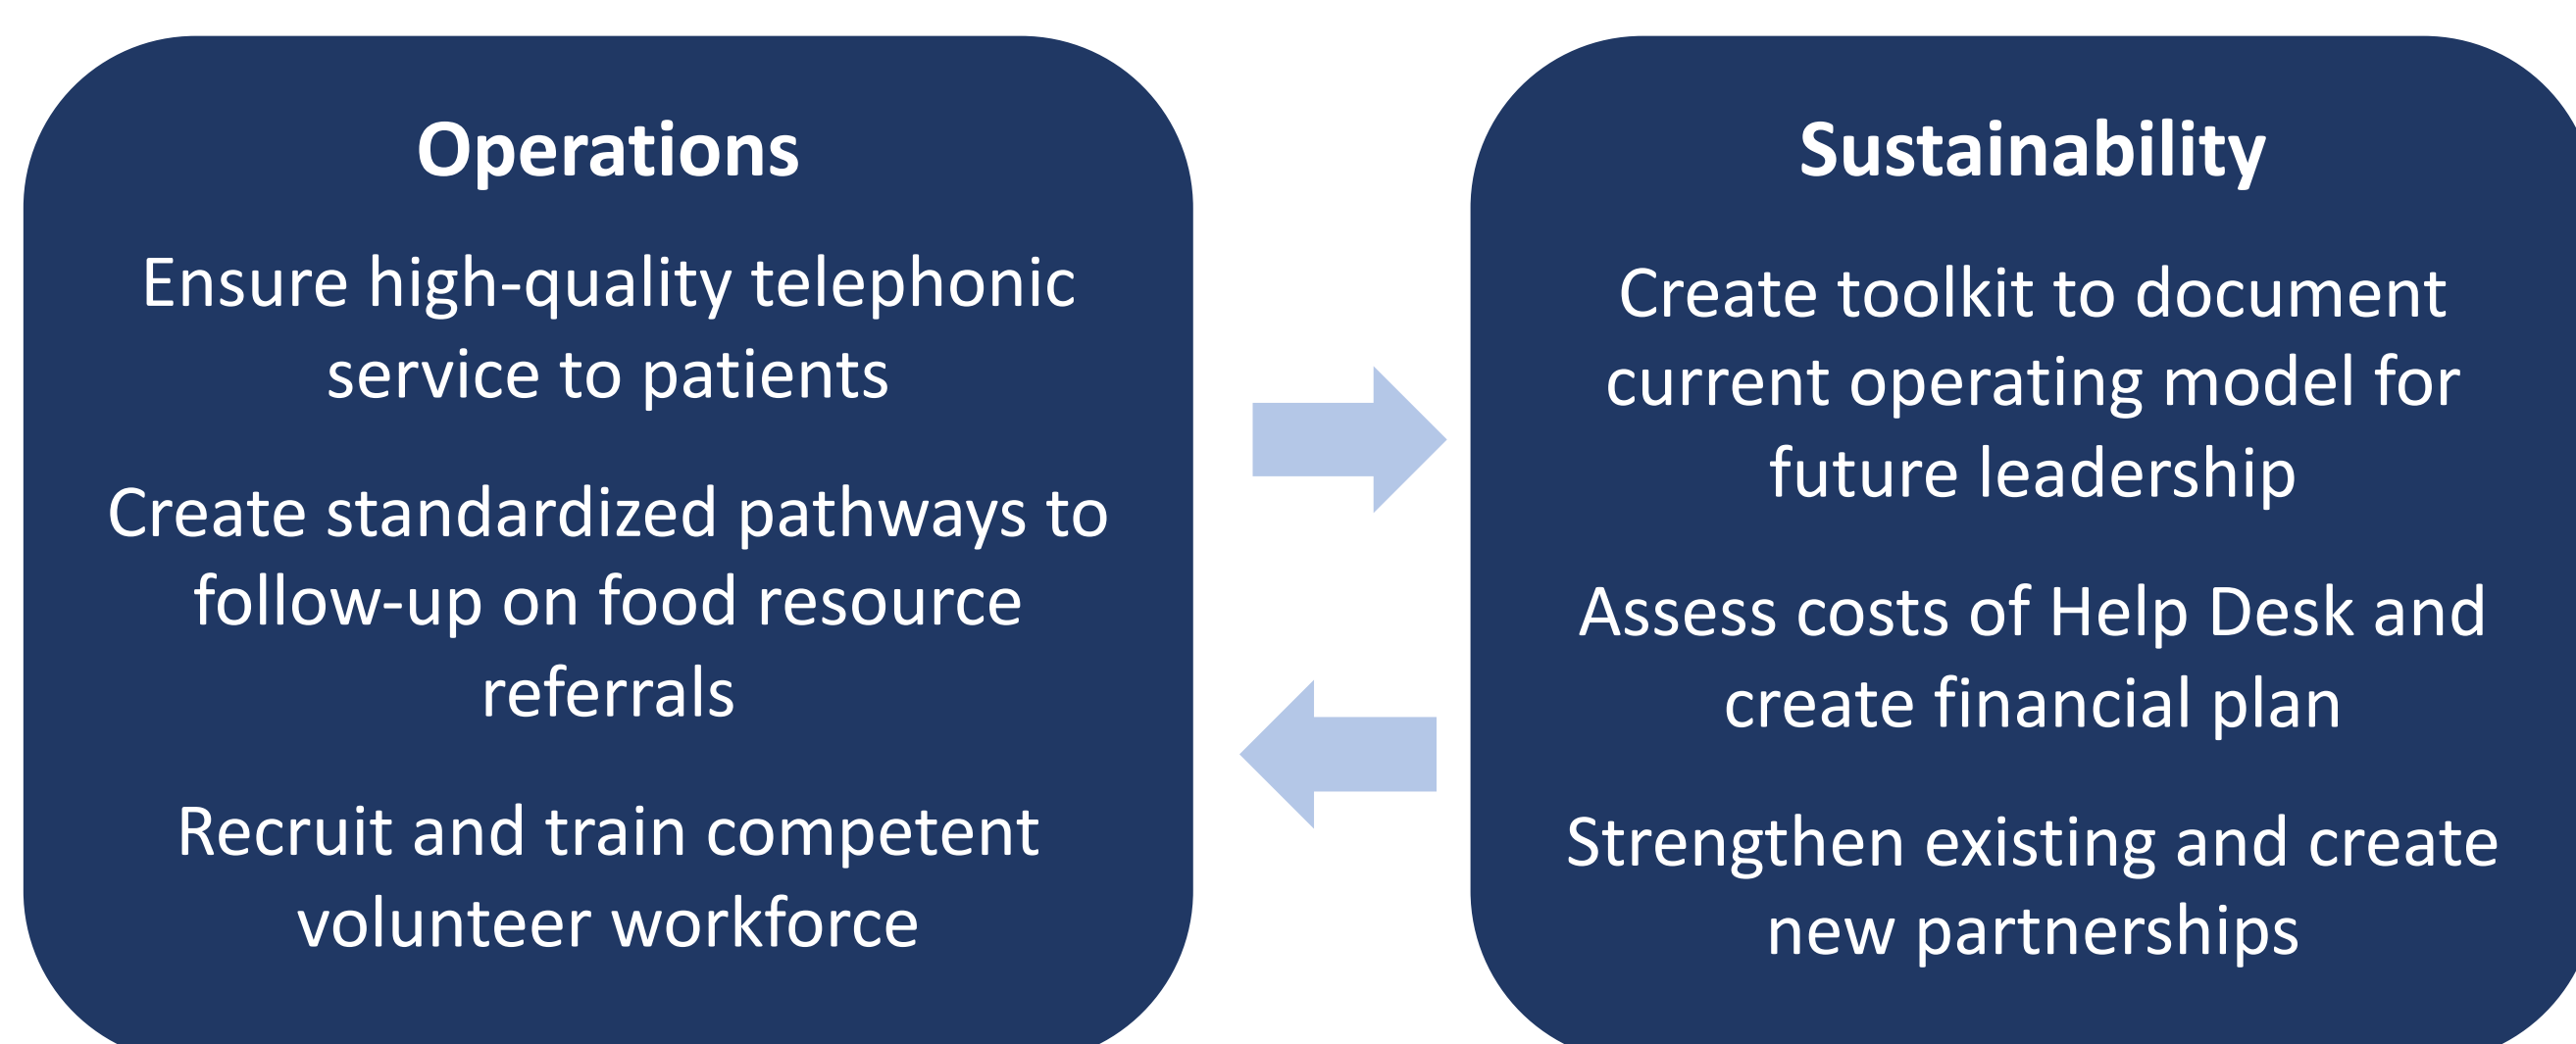 Operations
Ensure high-quality telephonic
service to patients
Create standardized pathways to
follow-up on food resource
referrals
Recruit and train competent
volunteer workforce
Sustainability
Create toolkit to document
current operating model for
future leadership
Assess costs of Help Desk and
create financial plan
Strengthen existing and create
new partnerships